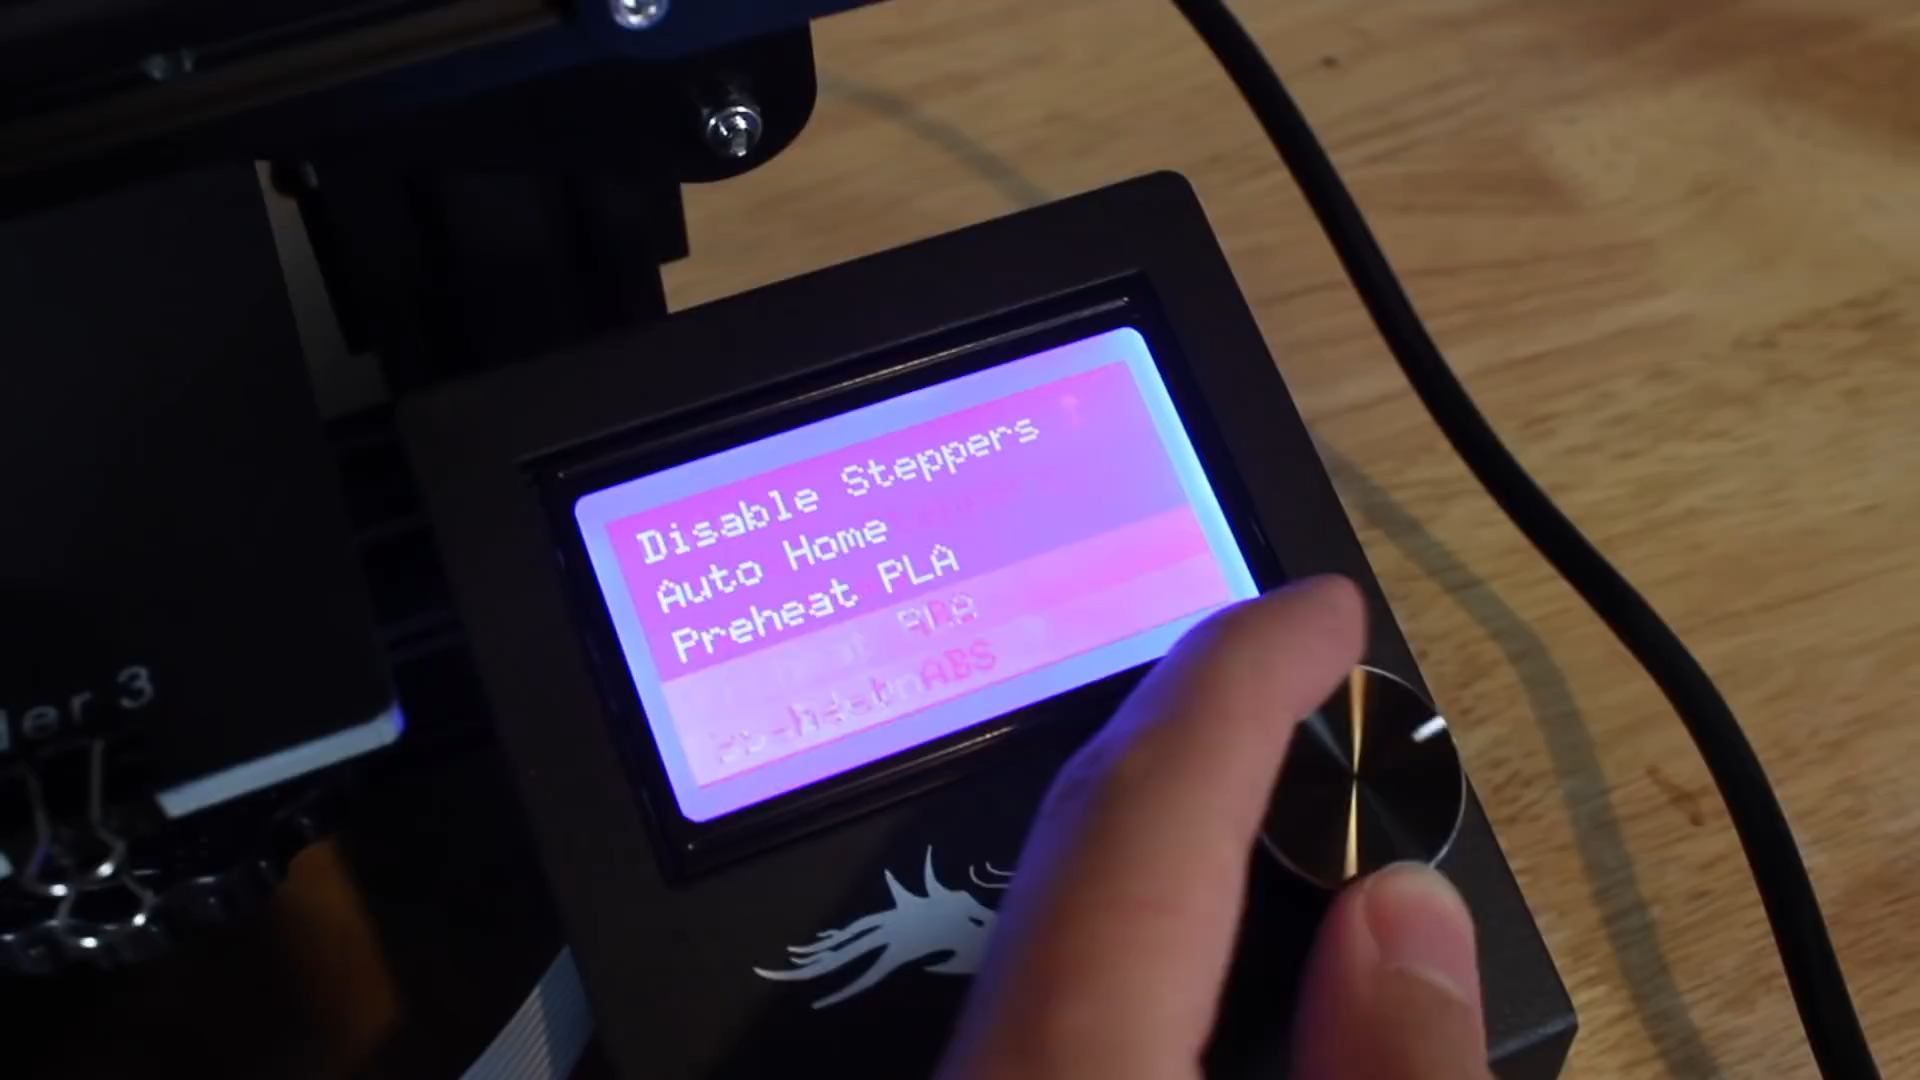 Disable Steppers
Auto Home
Preheat PLA
ABS
der 3